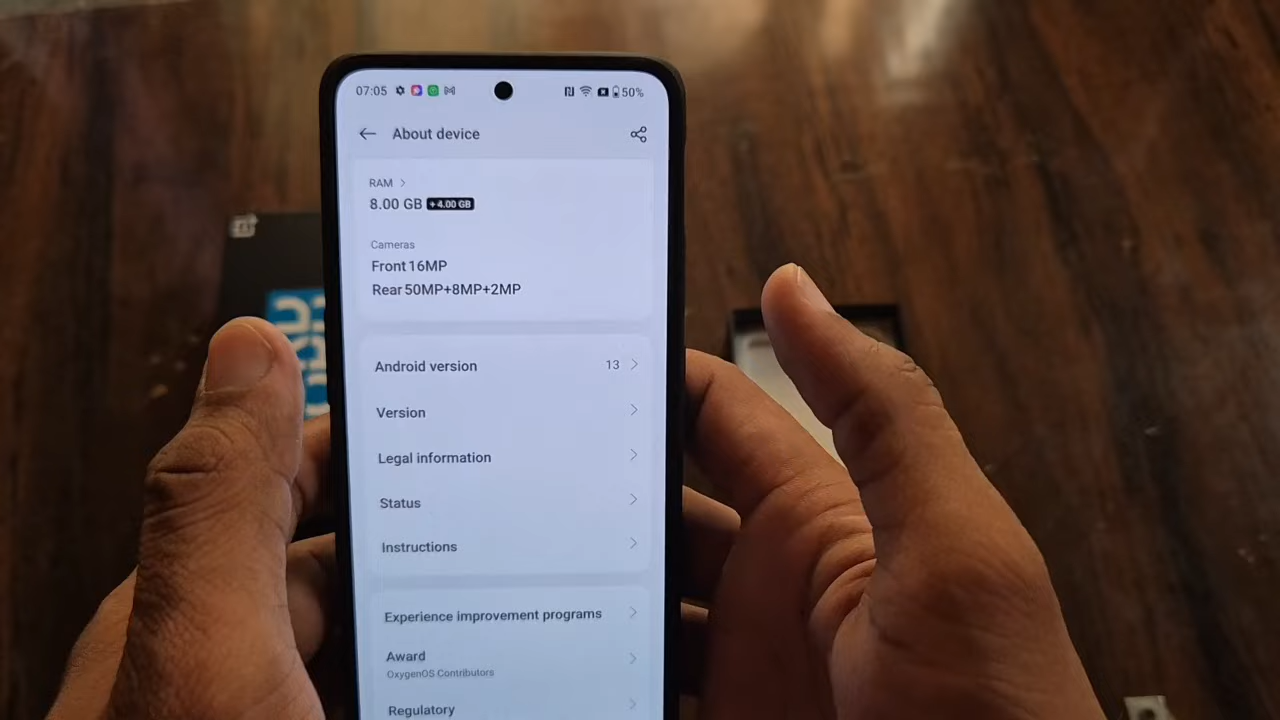 07:05
50%
About device
RAM
8.00 GB +4.00 GB
Cameras
Front 16MP
Rear 50MP+8MP+2MP
Android version 13
Version
Legal information
Status
Instructions
Experience improvement programs
Award
OxygenOS Contributors
Regulatory